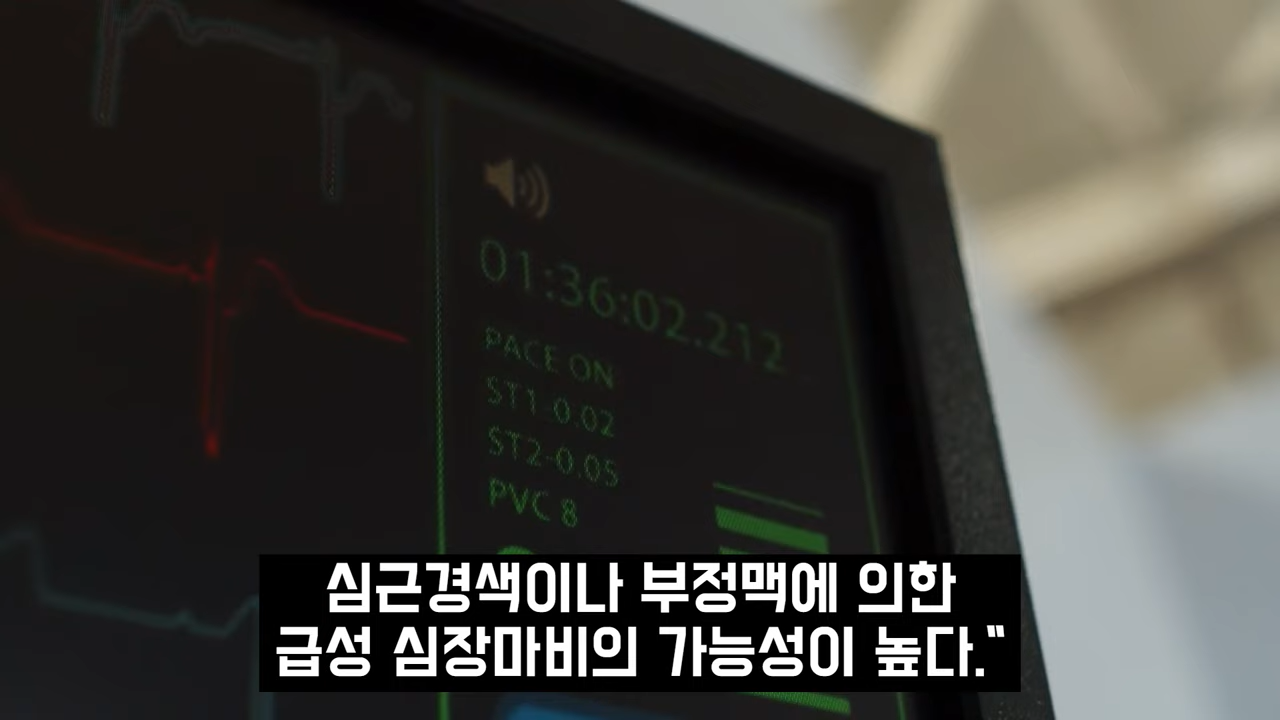 01:36:02.212
PACE ON
ST1-0.02
ST2-0.05
PVC 8
심근경색이나 부정맥에 의한
급성 심장마비의 가능성이 높다."